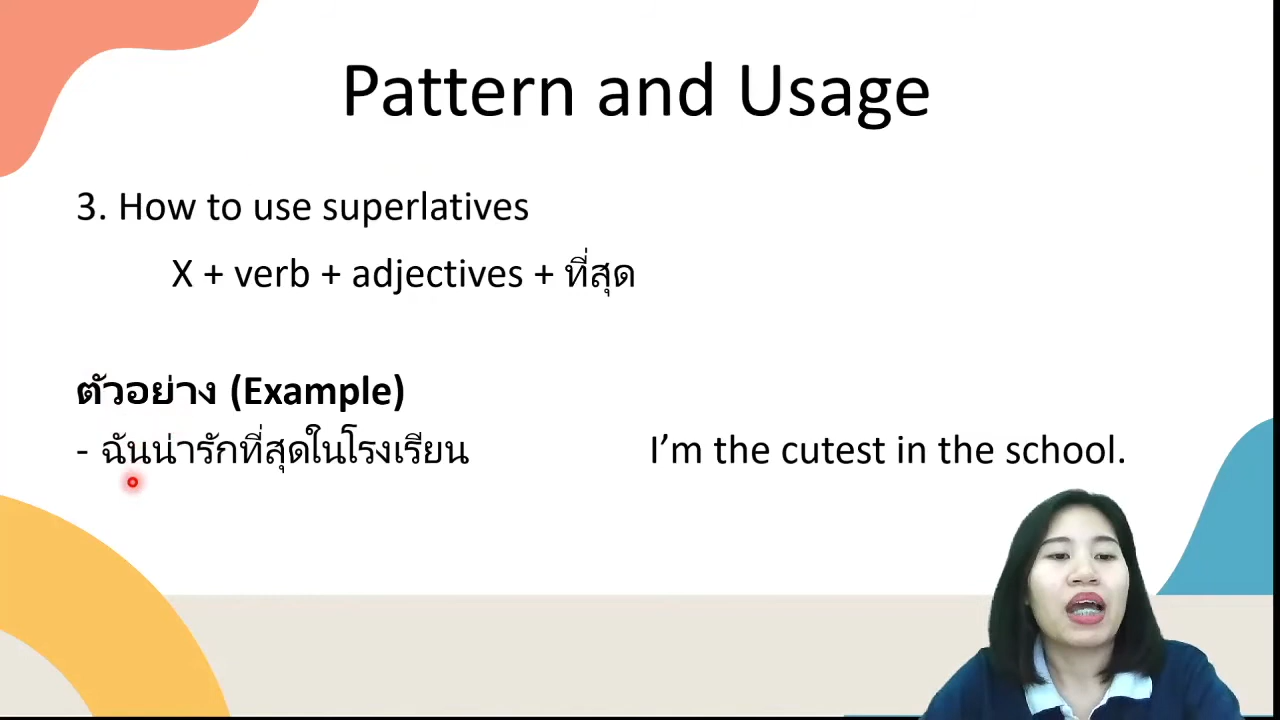 Pattern and Usage
3. How to use superlatives
X + verb + adjectives + ที่สุด
ตัวอย่าง (Example)
- ฉันน่ารักที่สุดในโรงเรียน
I’m the cutest in the school.